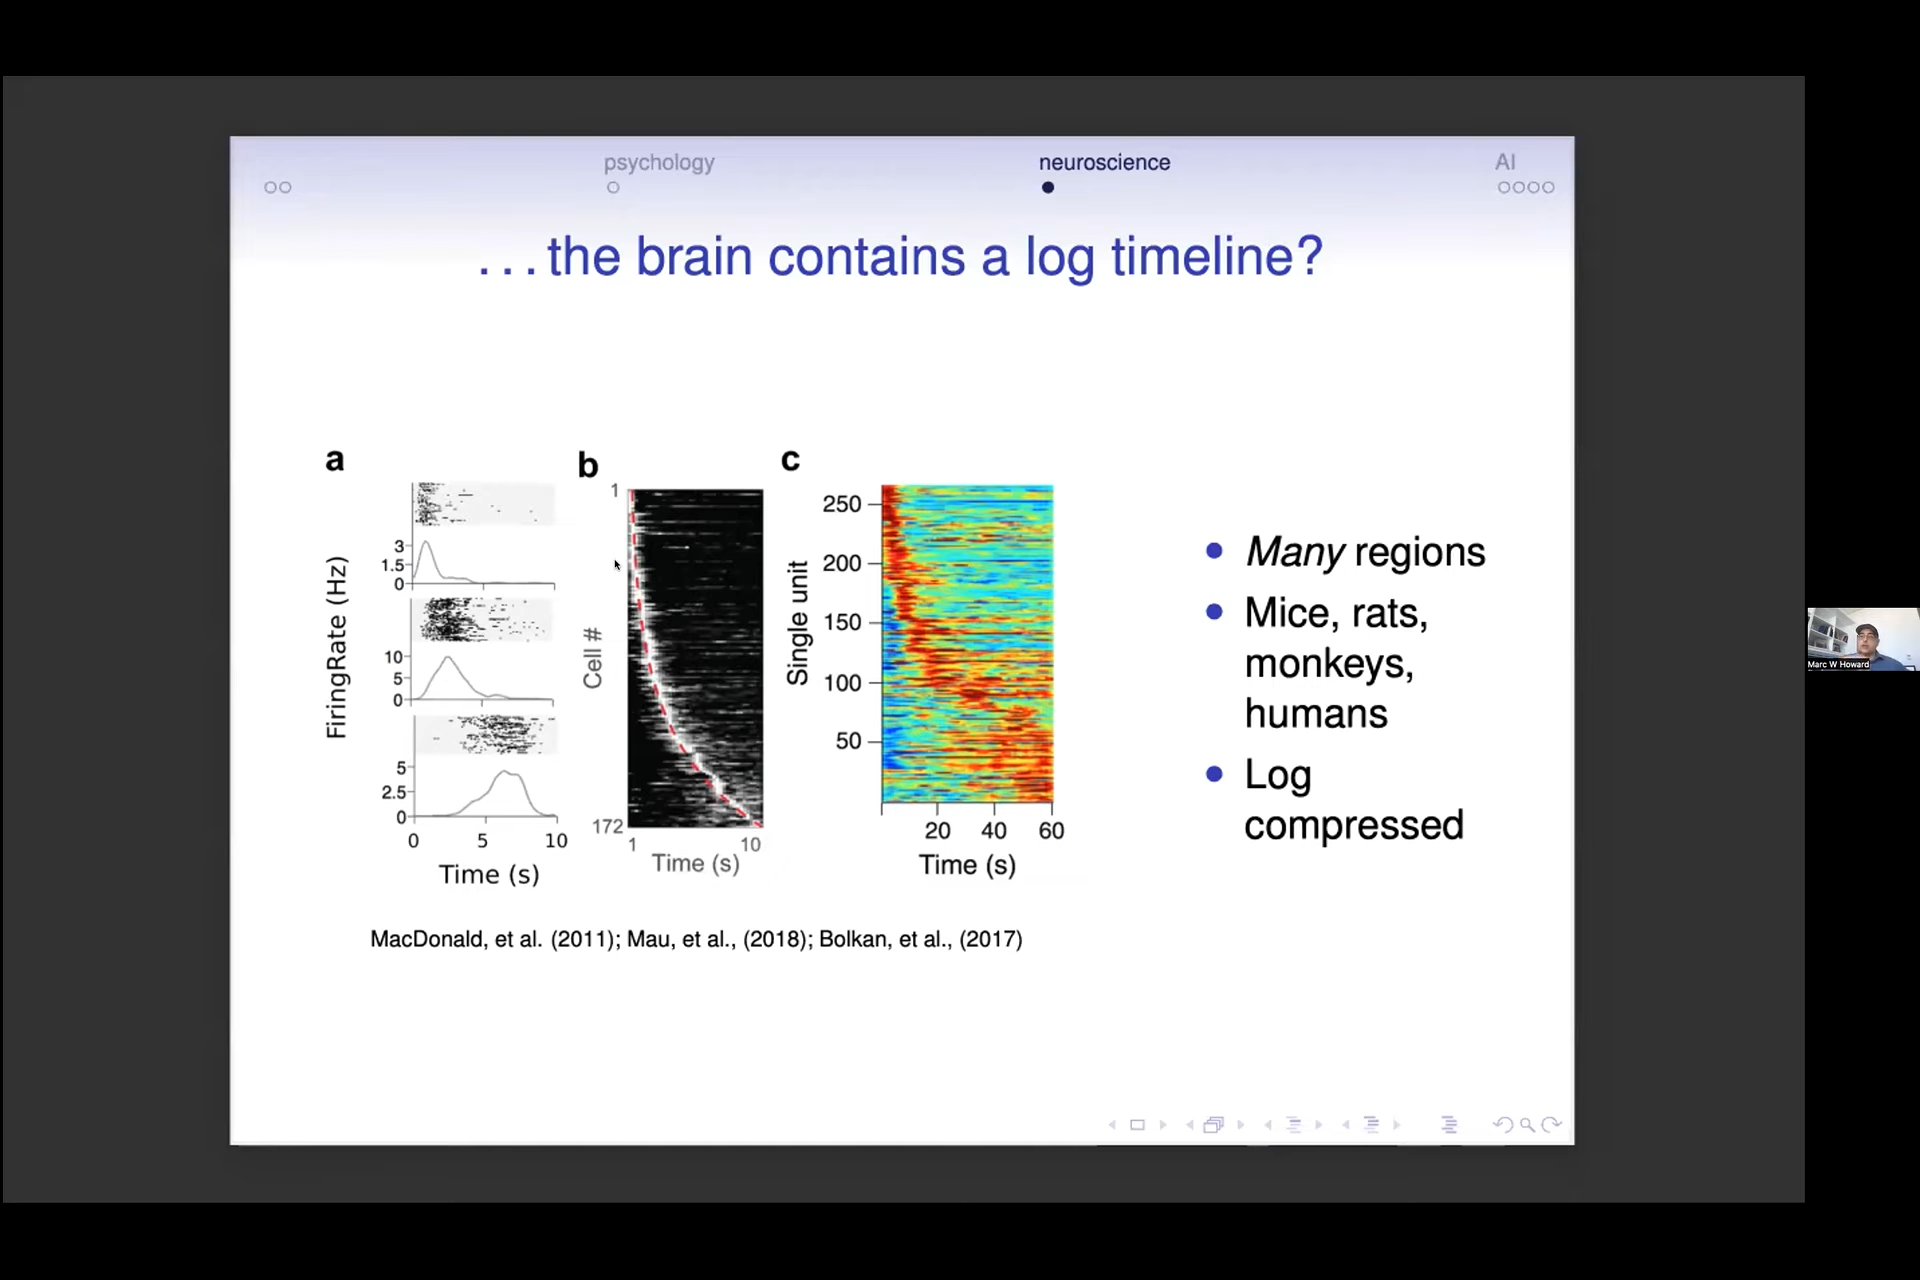 psychology
neuroscience
AI
...the brain contains a log timeline?
a
FiringRate (Hz)
3
1.5
0
10
5
0
5
2.5
0
0 5 10
Time (s)
b
1
Cell #
172
1 10
Time (s)
c
Single unit
250
200
150
100
50
20 40 60
Time (s)
Many regions
Mice, rats,
monkeys,
humans
Log
compressed
MacDonald, et al. (2011); Mau, et al., (2018); Bolkan, et al., (2017)
Marc W Howard